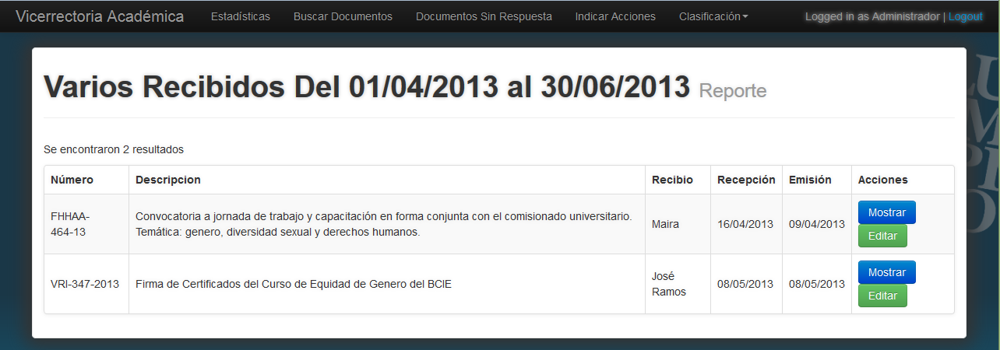 Vicerrectoria Académica Estadísticas Buscar Documentos Documentos Sin Respuesta Indicar Acciones Clasificación Logged in as Administrador | Logout
Varios Recibidos Del 01/04/2013 al 30/06/2013 Reporte
Se encontraron 2 resultados
Número Descripcion Recibio Recepción Emisión Acciones
FHHAA-
464-13
Convocatoria a jornada de trabajo y capacitación en forma conjunta con el comisionado universitario.
Temática: genero, diversidad sexual y derechos humanos.
Maira
16/04/2013
09/04/2013
Mostrar
Editar
VRI-347-2013
Firma de Certificados del Curso de Equidad de Genero del BCIE
José
Ramos
08/05/2013
08/05/2013
Mostrar
Editar